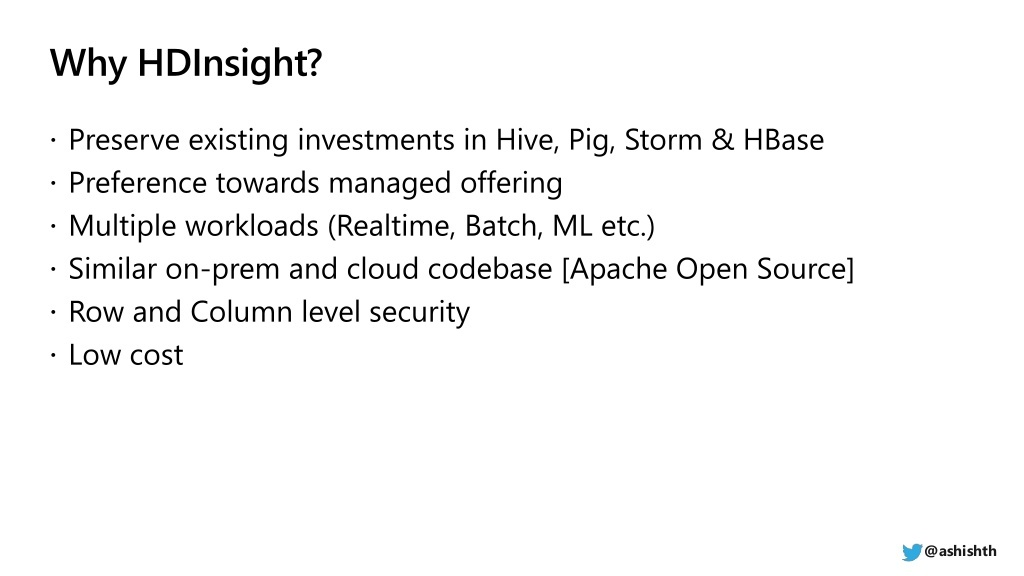 Why HDInsight?
· Preserve existing investments in Hive, Pig, Storm & HBase
· Preference towards managed offering
· Multiple workloads (Realtime, Batch, ML etc.)
· Similar on-prem and cloud codebase [Apache Open Source]
· Row and Column level security
· Low cost
@ashishth